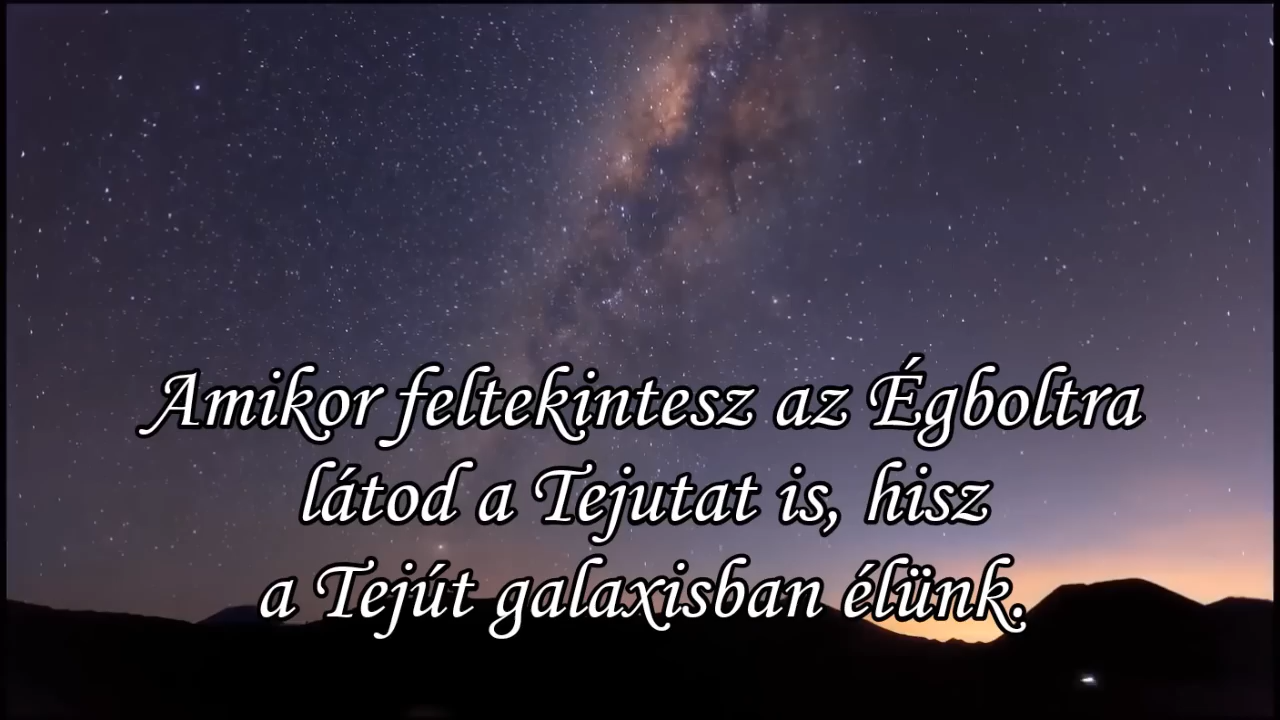 Amikor feltekintesz az Égboltra
látod a Tejutat is, hisz
a Tejút galaxisban élünk.